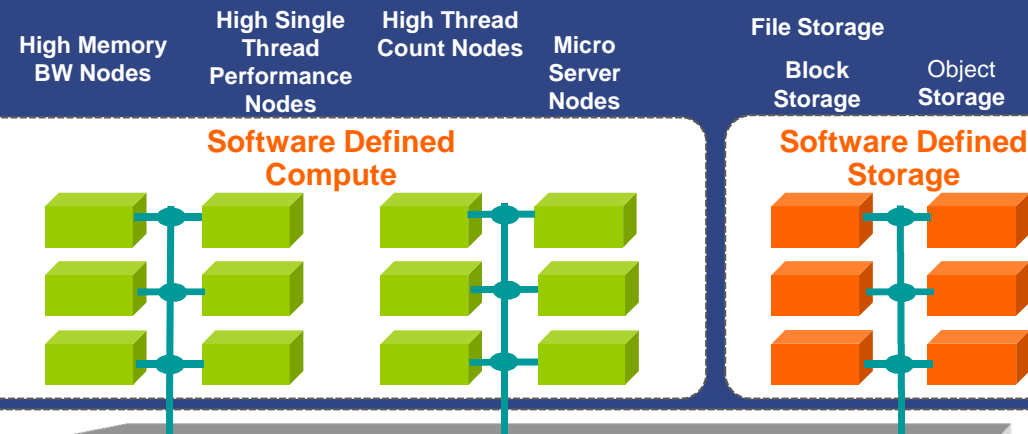 High Memory
BW Nodes
High Single
Thread
Performance
Nodes
High Thread
Count Nodes
Micro
Server
Nodes
File Storage
Block
Storage
Object
Storage
Software Defined
Compute
Software Defined
Storage